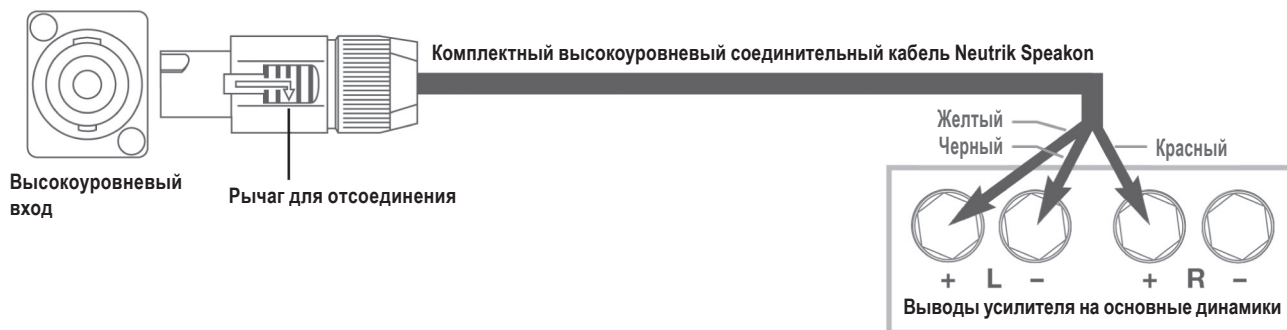 Комплектный высокоуровневый соединительный кабель Neutrik Speakon
Желтый
Черный
Красный
Высокоуровневый
вход
Рычаг для отсоединения
+ L – + R –
Выводы усилителя на основные динамики